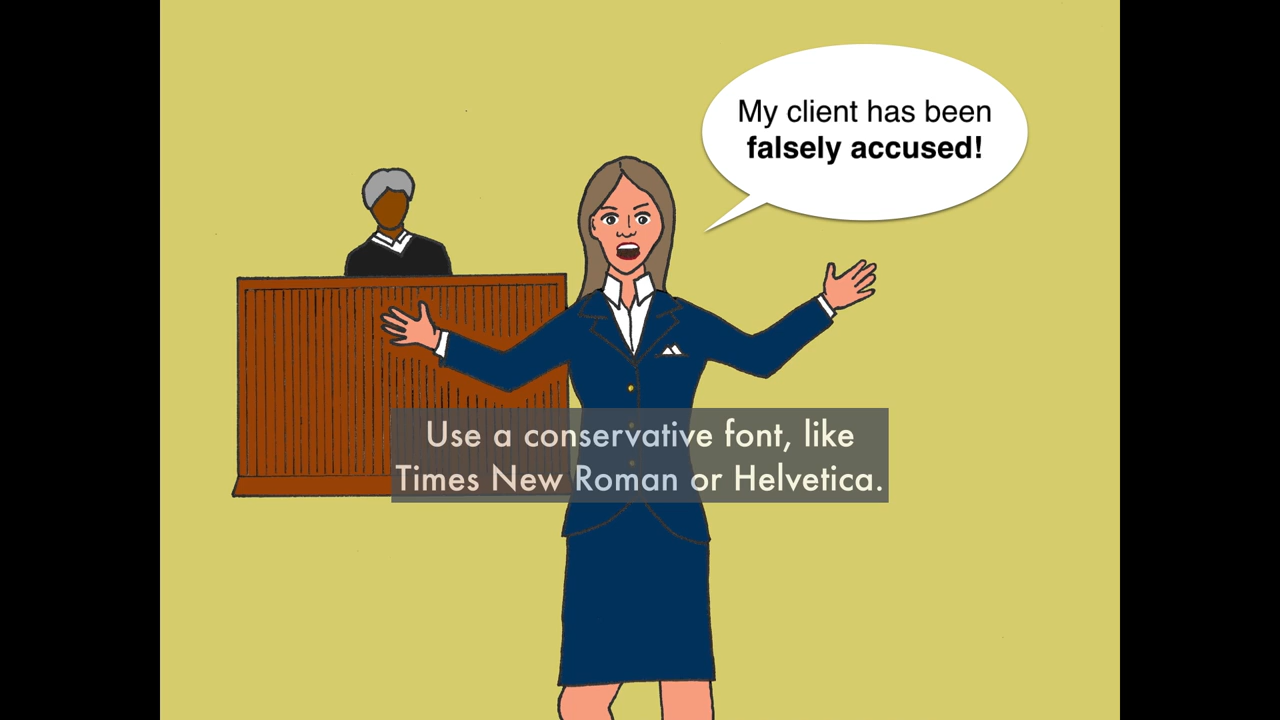 My client has been
falsely accused!
Use a conservative font, like
Times New Roman or Helvetica.